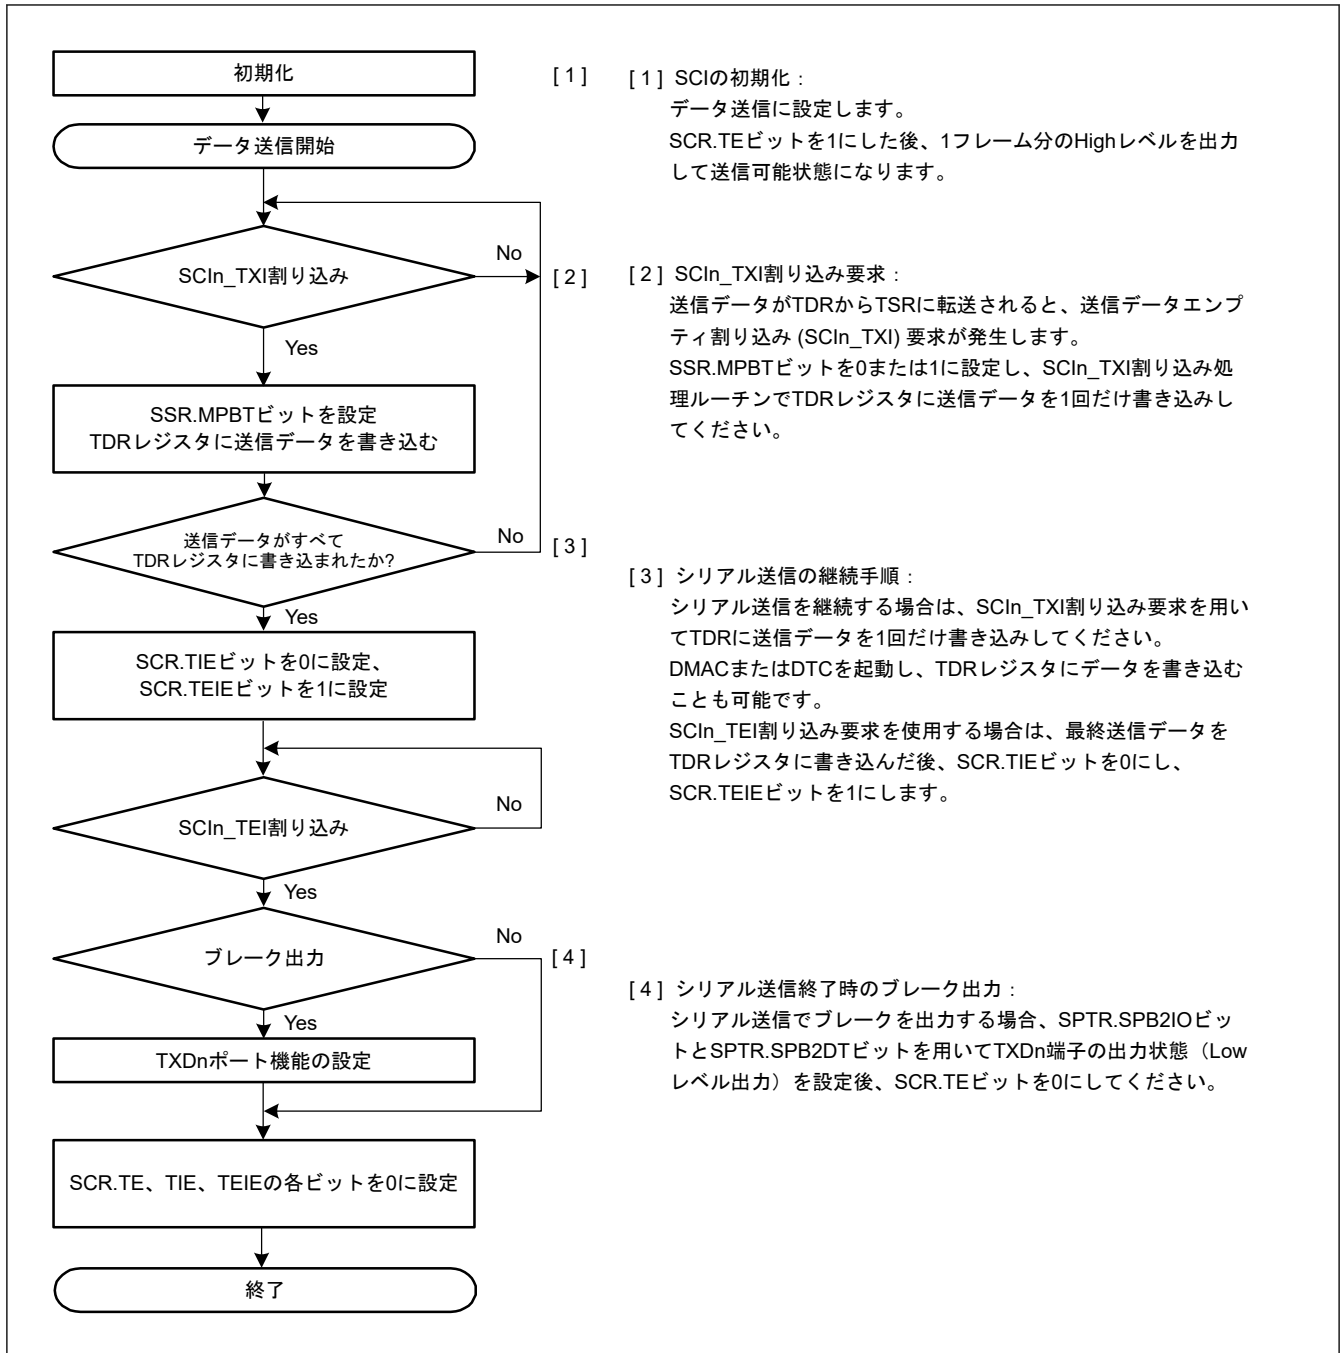 初期化
[ 1 ]
データ送信開始
SCIn_TXI割り込み
No
[ 2 ]
Yes
SSR.MPBTビットを設定
TDRレジスタに送信データを書き込む
送信データがすべて
TDRレジスタに書き込まれたか?
No
[ 3 ]
Yes
SCR.TIEビットを0に設定、
SCR.TEIEビットを1に設定
SCIn_TEI割り込み
No
Yes
ブレーク出力
No
[ 4 ]
Yes
TXDnポート機能の設定
SCR.TE、TIE、TEIEの各ビットを0に設定
終了
[ 1 ] SCIの初期化：
データ送信に設定します。
SCR.TEビットを1にした後、1フレーム分のHighレベルを出力
して送信可能状態になります。
[ 2 ] SCIn_TXI割り込み要求：
送信データがTDRからTSRに転送されると、送信データエンプ
ティ割り込み (SCIn_TXI) 要求が発生します。
SSR.MPBTビットを0または1に設定し、SCIn_TXI割り込み処
理ルーチンでTDRレジスタに送信データを1回だけ書き込みし
てください。
[ 3 ] シリアル送信の継続手順：
シリアル送信を継続する場合は、SCIn_TXI割り込み要求を用い
てTDRに送信データを1回だけ書き込みしてください。
DMACまたはDTCを起動し、TDRレジスタにデータを書き込む
ことも可能です。
SCIn_TEI割り込み要求を使用する場合は、最終送信データを
TDRレジスタに書き込んだ後、SCR.TIEビットを0にし、
SCR.TEIEビットを1にします。
[ 4 ] シリアル送信終了時のブレーク出力：
シリアル送信でブレークを出力する場合、SPTR.SPB2IOビッ
トとSPTR.SPB2DTビットを用いてTXDn端子の出力状態（Low
レベル出力）を設定後、SCR.TEビットを0にしてください。